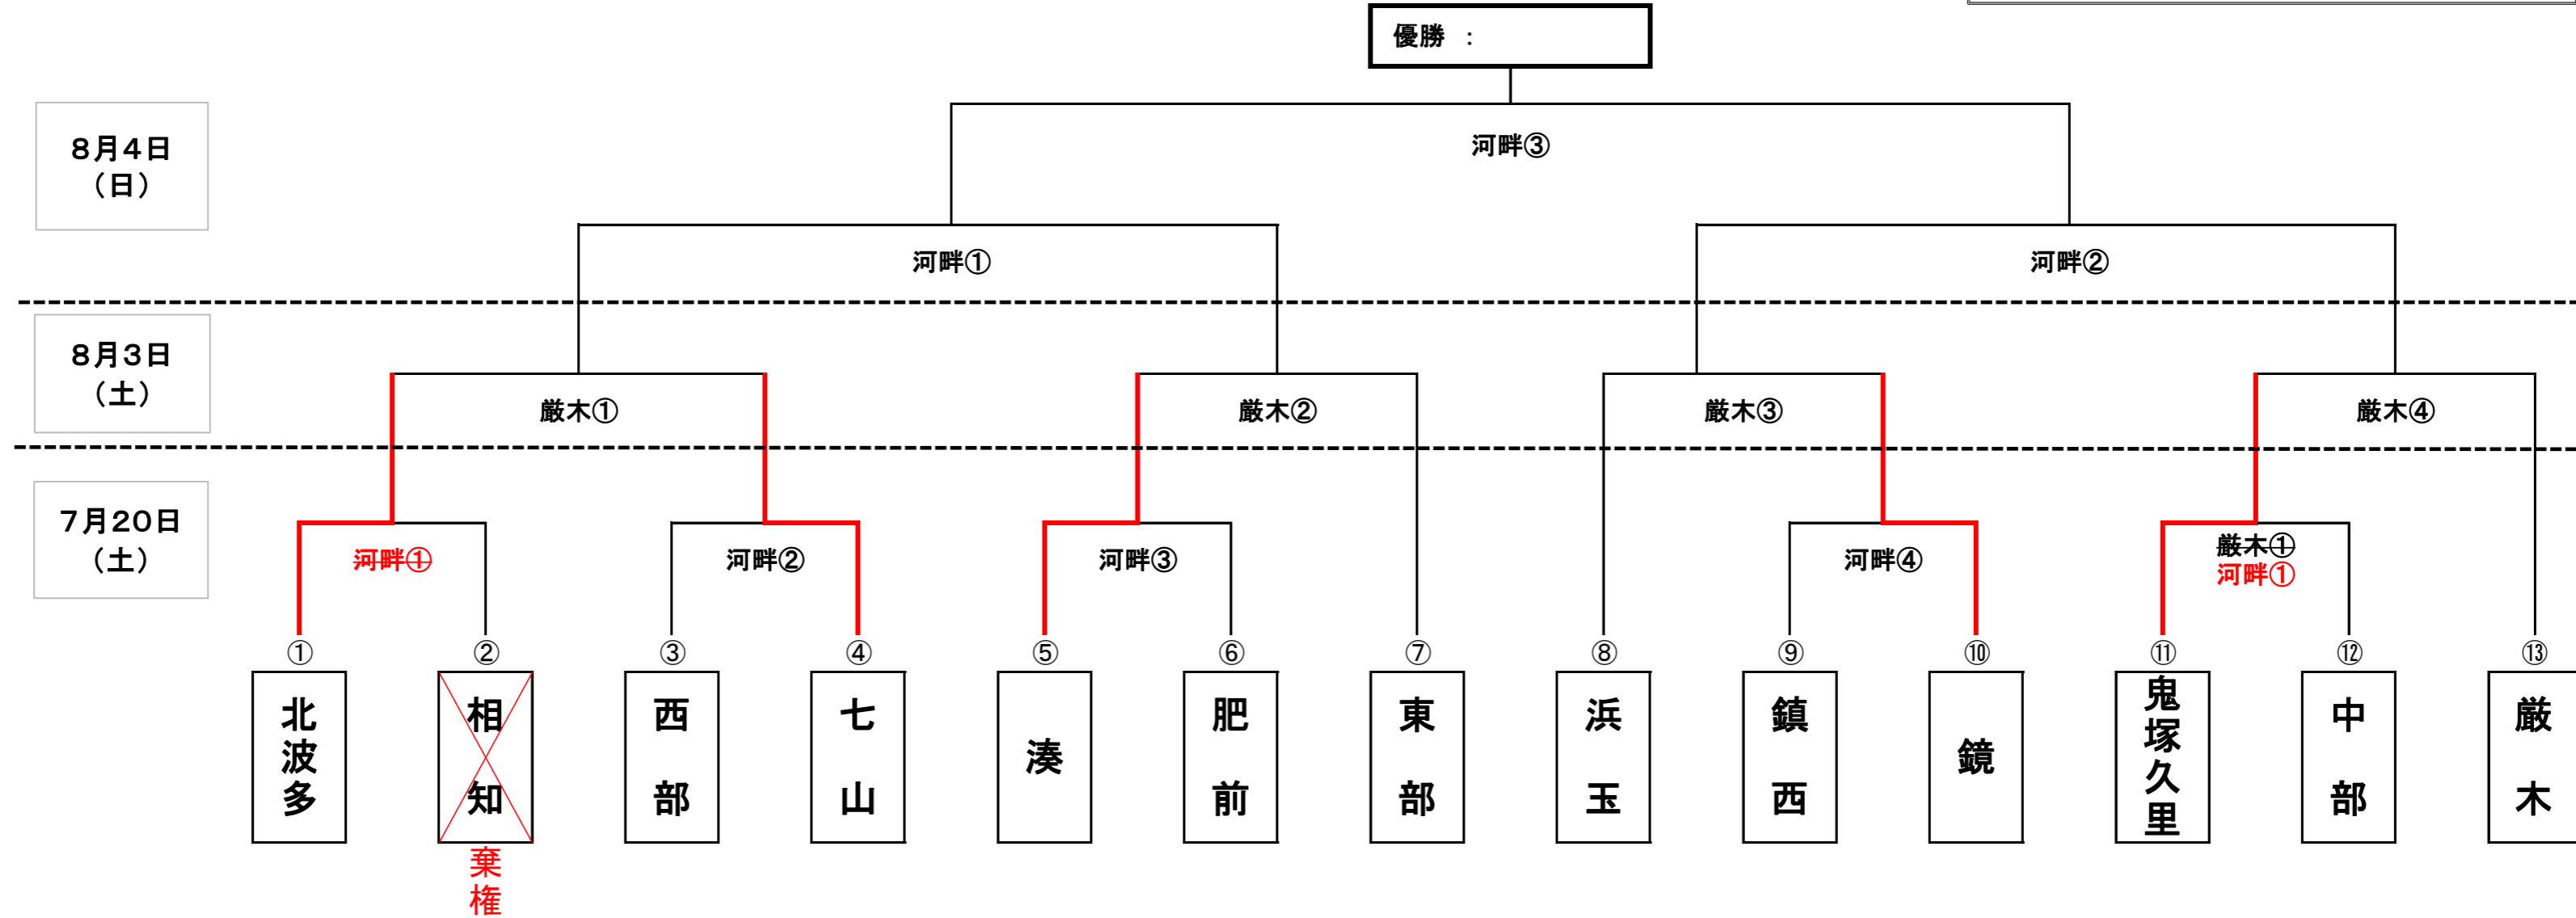 優勝 :
8月4日
(日)
河畔③
河畔①
河畔②
8月3日
(土)
厳木①
厳木②
厳木③
厳木④
7月20日
(土)
河畔①
河畔②
河畔③
河畔④
厳木①
河畔①
①
②
③
④
⑤
⑥
⑦
⑧
⑨
⑩
⑪
⑫
⑬
北波多
相知
西部
七山
湊
肥前
東部
浜玉
鎮西
鏡
鬼塚久里
中部
厳木
棄権